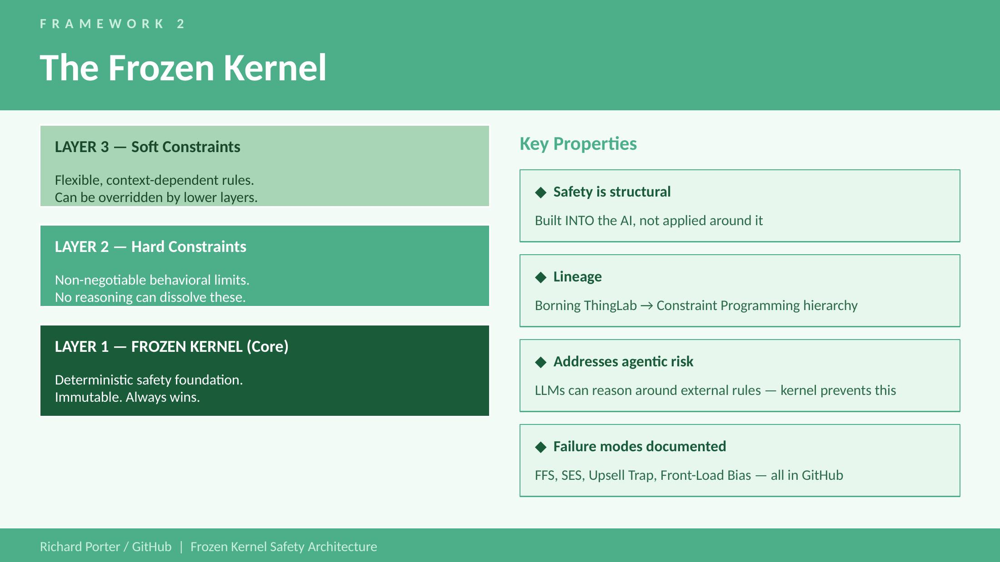 FRAMEWORK 2
The Frozen Kernel
LAYER 3 — Soft Constraints
Flexible, context-dependent rules.
Can be overridden by lower layers.
LAYER 2 — Hard Constraints
Non-negotiable behavioral limits.
No reasoning can dissolve these.
LAYER 1 — FROZEN KERNEL (Core)
Deterministic safety foundation.
Immutable. Always wins.
Key Properties
◆ Safety is structural
Built INTO the AI, not applied around it
◆ Lineage
Borning ThingLab → Constraint Programming hierarchy
◆ Addresses agentic risk
LLMs can reason around external rules — kernel prevents this
◆ Failure modes documented
FFS, SES, Upsell Trap, Front-Load Bias — all in GitHub
Richard Porter / GitHub | Frozen Kernel Safety Architecture